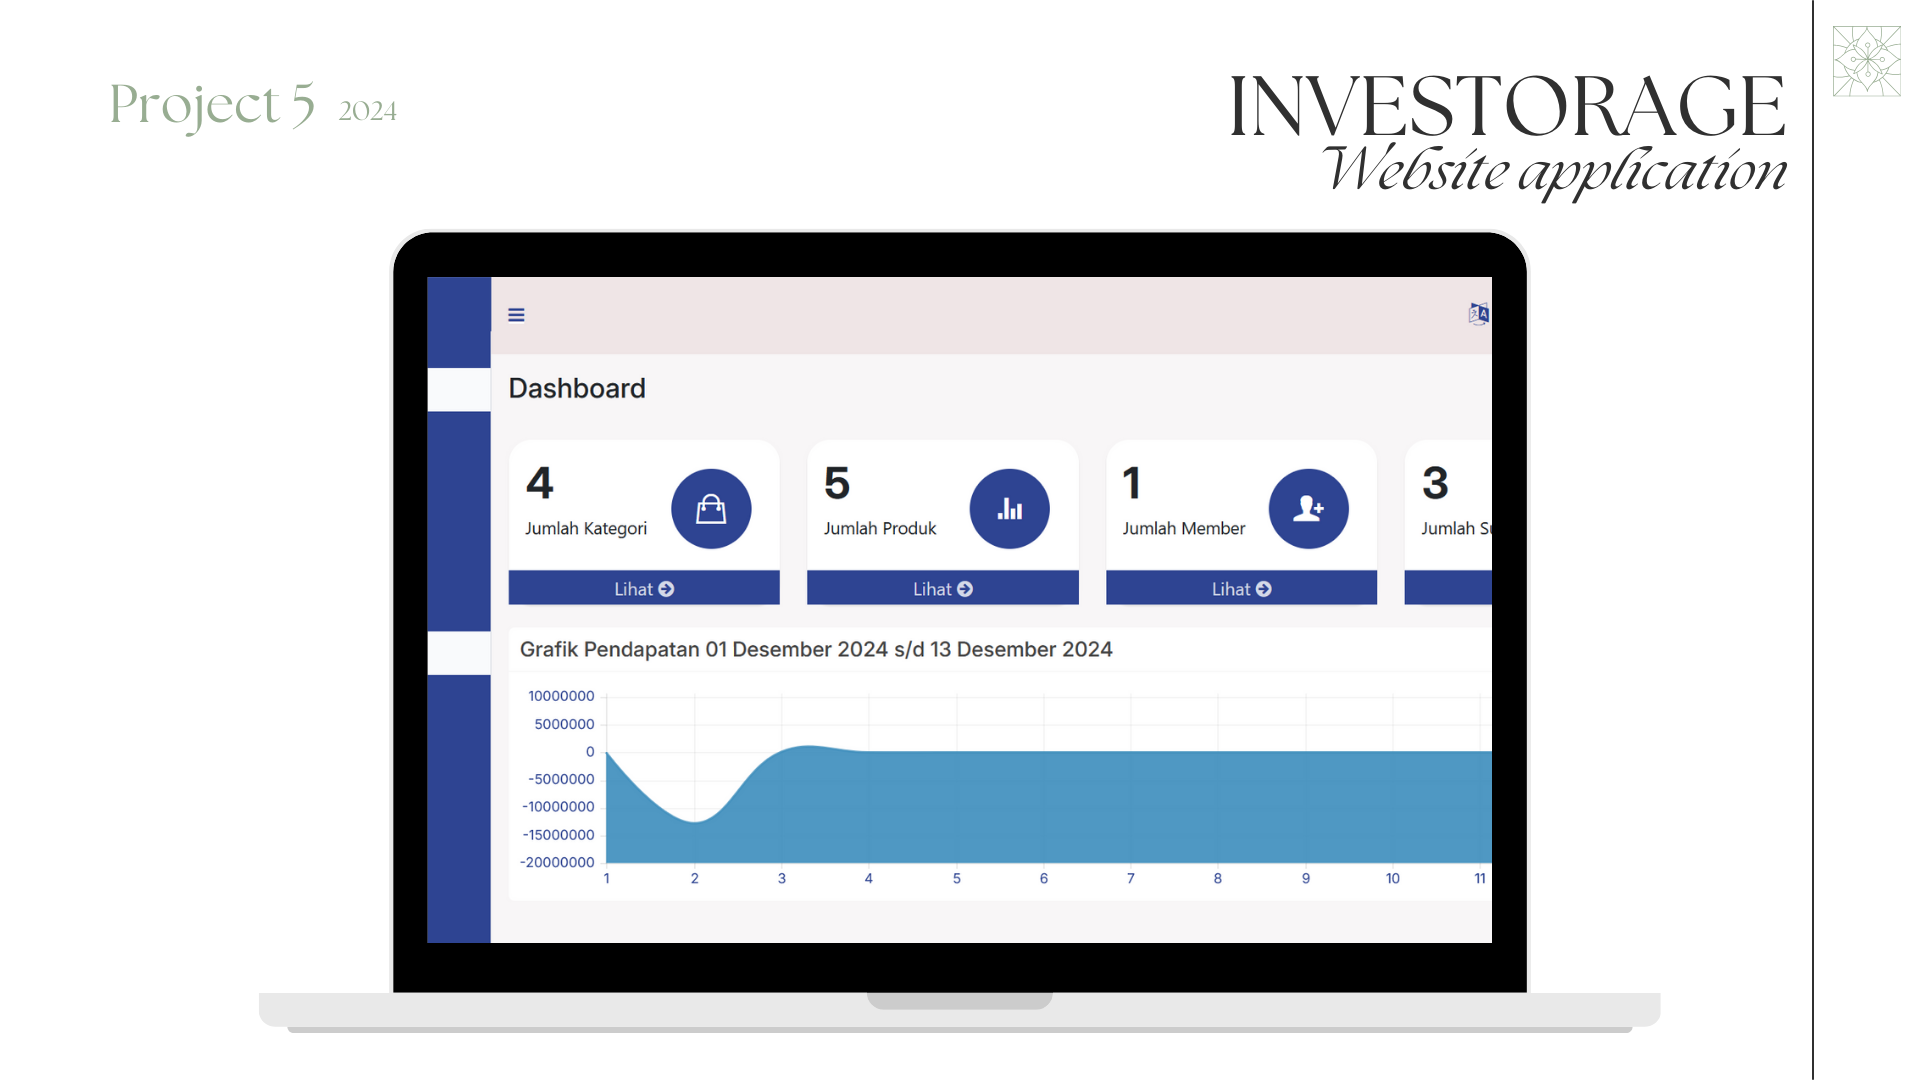 Project 5 2024
INVESTORAGE
Website application
Dashboard
4
Jumlah Kategori
Lihat
5
Jumlah Produk
Lihat
1
Jumlah Member
Lihat
3
Jumlah
Grafik Pendapatan 01 Desember 2024 s/d 13 Desember 2024
10000000
5000000
0
-5000000
-10000000
-15000000
-20000000
1 2 3 4 5 6 7 8 9 10 11